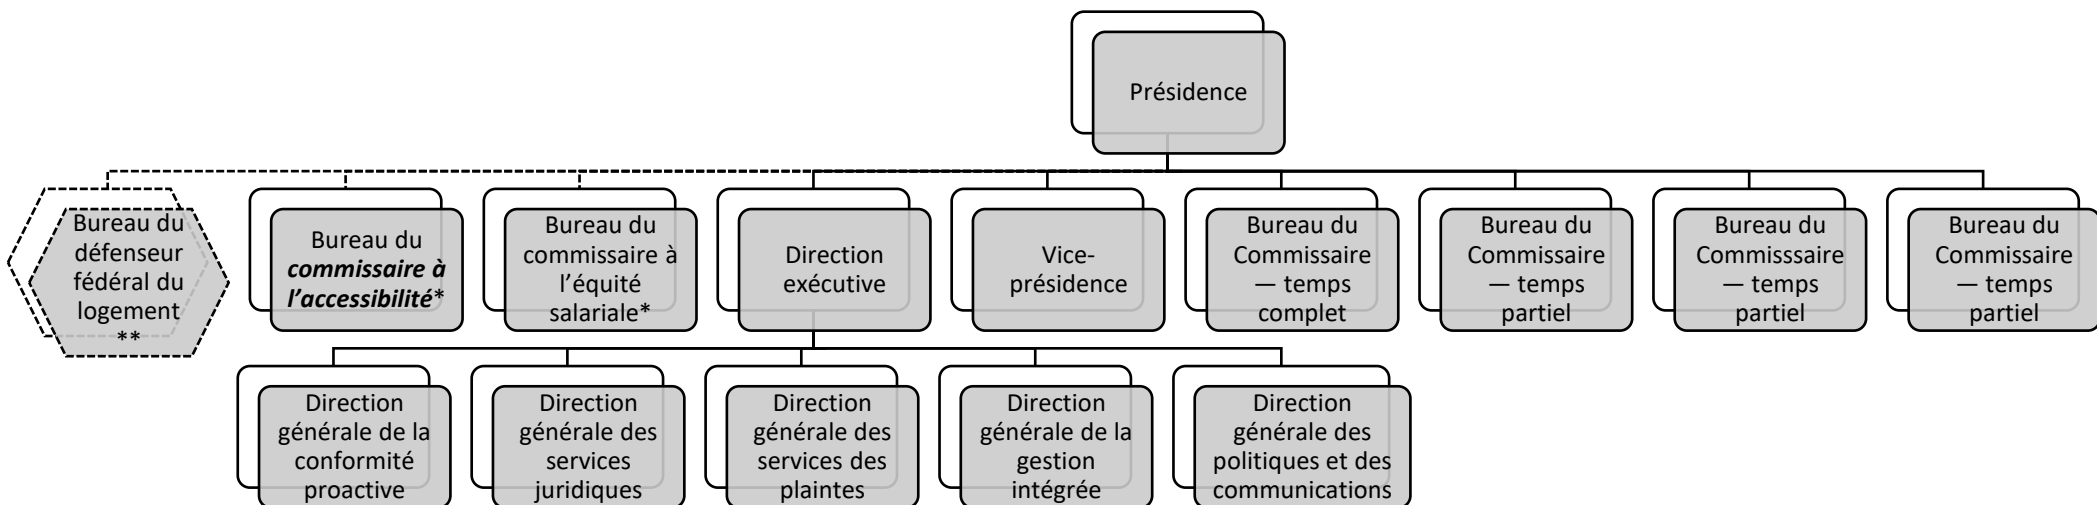 Présidence
Bureau du
défenseur
fédéral du
logement
**
Bureau du
commissaire à
l'accessibilité*
Bureau du
commissaire à
l'équité
salariale*
Direction
exécutive
Vice-
présidence
Bureau du
Commissaire
— temps
complet
Bureau du
Commissaire
— temps
partiel
Bureau du
Commisssaire
— temps
partiel
Bureau du
Commissaire
— temps
partiel
Direction
générale de la
conformité
proactive
Direction
générale des
services
juridiques
Direction
générale des
services des
plaintes
Direction
générale de la
gestion
intégrée
Direction
générale des
politiques et des
communications